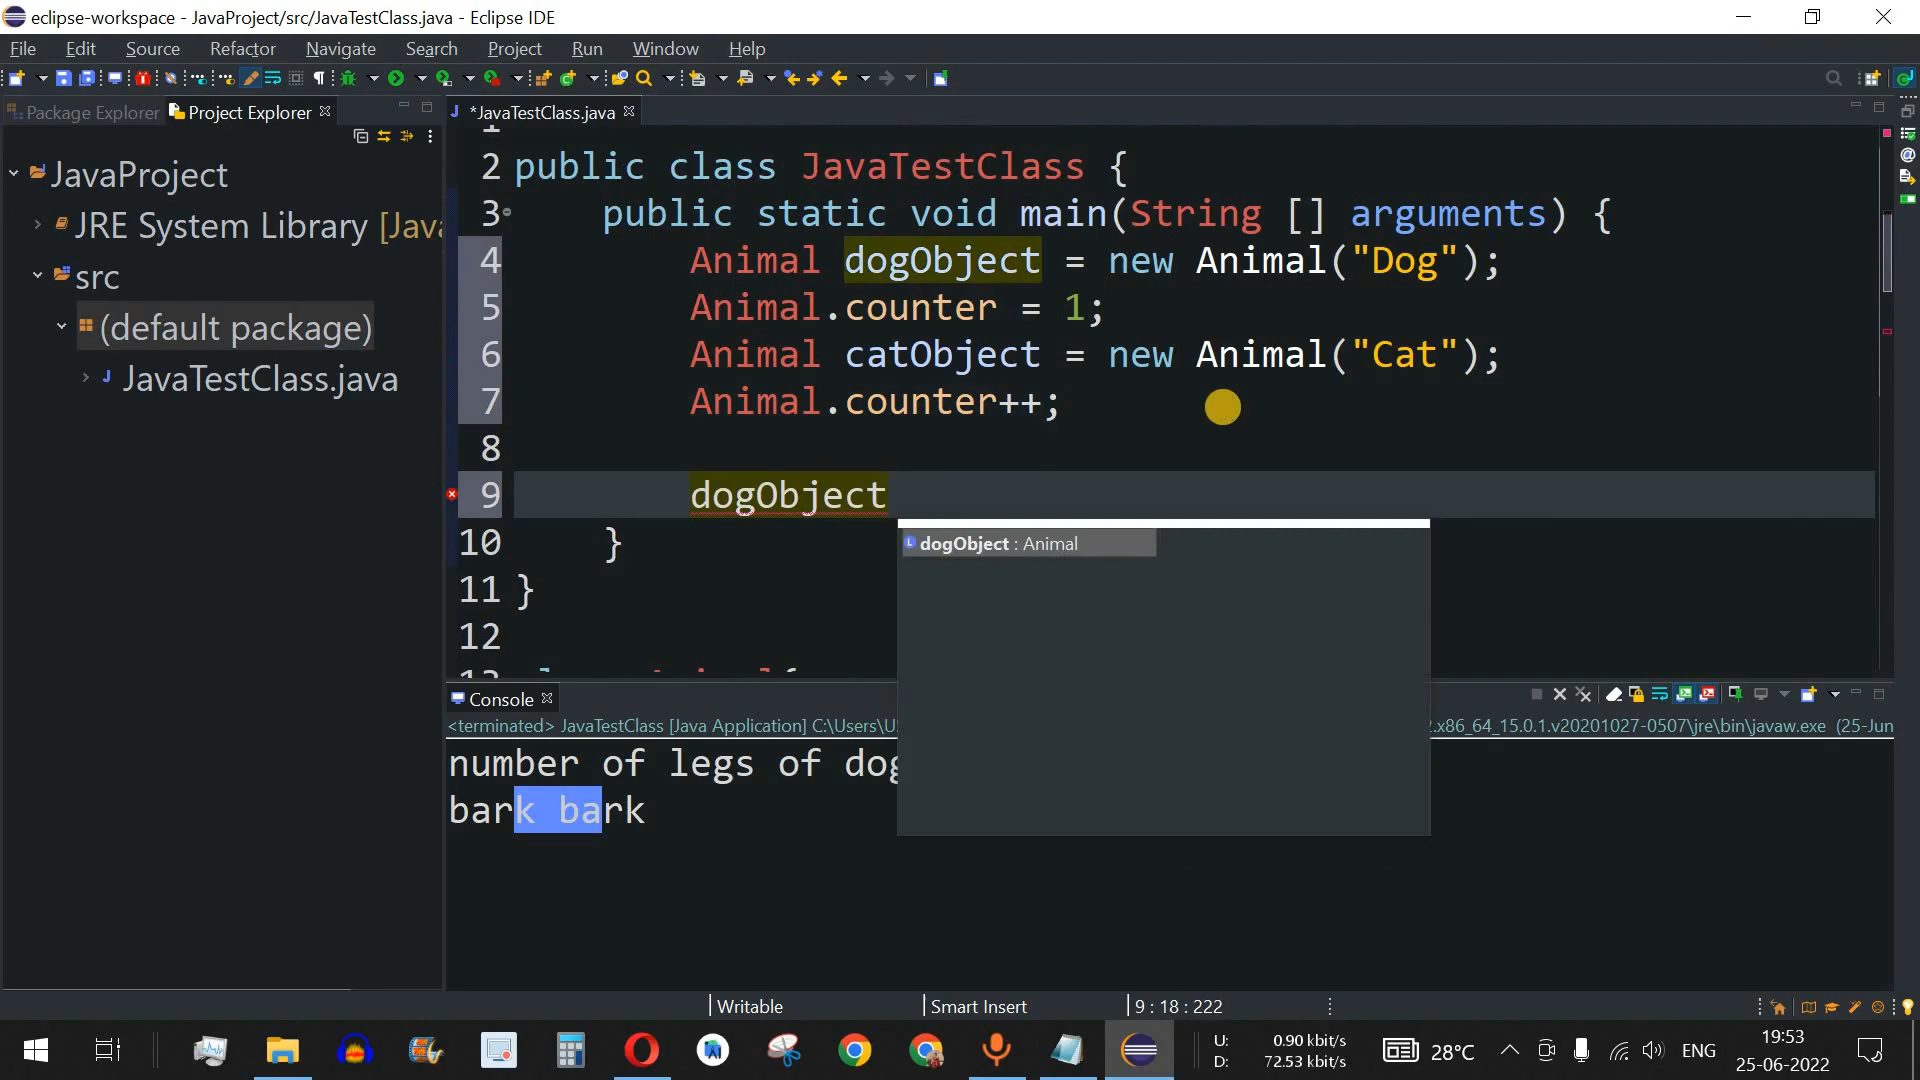 eclipse-workspace - JavaProject/src/JavaTestClass.java - Eclipse IDE
File Edit Source Refactor Navigate Search Project Run Window Help
Package Explorer Project Explorer
*JavaTestClass.java
JavaProject
JRE System Library [Java
src
(default package)
JavaTestClass.java
1
2 public class JavaTestClass {
3 public static void main(String [] arguments) {
4 Animal dogObject = new Animal("Dog");
5 Animal.counter = 1;
6 Animal catObject = new Animal("Cat");
7 Animal.counter++;
8
9 dogObject
dogObject : Animal
10 }
11 }
12
Console
<terminated> JavaTestClass [Java Application] C:\Users\U
.x86_64_15.0.1.v20201027-0507\jre\bin\javaw.exe (25-Jun
number of legs of dog
bark bark
Writable Smart Insert 9 : 18 : 222
U: 0.90 kbit/s
D: 72.53 kbit/s
28°C
ENG
19:53
25-06-2022